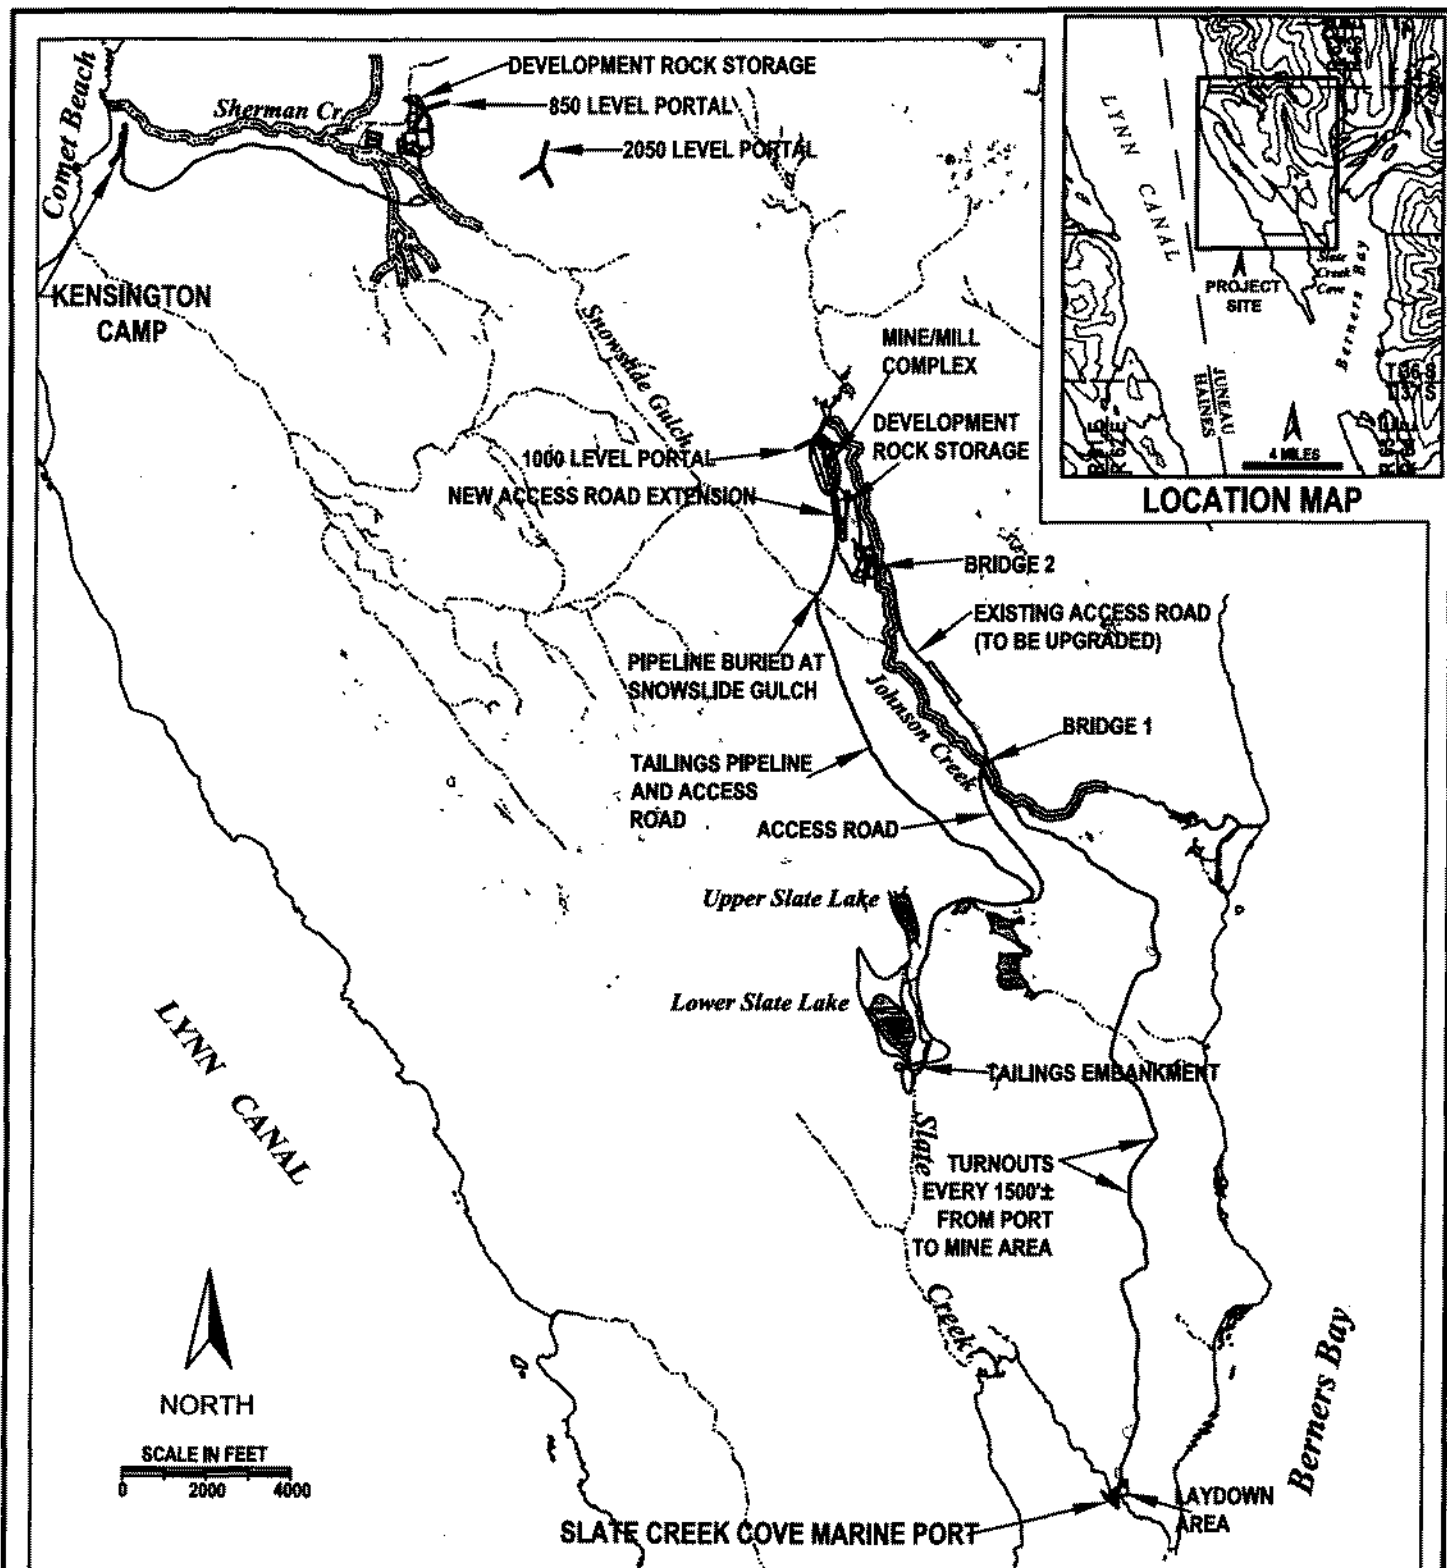 Comet Beach
Sherman Cr.
DEVELOPMENT ROCK STORAGE
850 LEVEL PORTAL
2050 LEVEL PORTAL
KENSINGTON
CAMP
Snowslide Gulch
MINE/MILL
COMPLEX
DEVELOPMENT
ROCK STORAGE
1000 LEVEL PORTAL
NEW ACCESS ROAD EXTENSION
BRIDGE 2
EXISTING ACCESS ROAD
(TO BE UPGRADED)
PIPELINE BURIED AT
SNOWSLIDE GULCH
Johnson Creek
BRIDGE 1
TAILINGS PIPELINE
AND ACCESS
ROAD
ACCESS ROAD
Upper Slate Lake
Lower Slate Lake
TAILINGS EMBANKMENT
LYNN CANAL
Slate
Creek
TURNOUTS
EVERY 1500'±
FROM PORT
TO MINE AREA
Berners Bay
NORTH
SCALE IN FEET
0 2000 4000
LAYDOWN
AREA
SLATE CREEK COVE MARINE PORT
LYNN CANAL
PROJECT
SITE
Slate
Creek
Cove
Berners Bay
JUNEAU
HAINES
4 MILES
LOCATION MAP